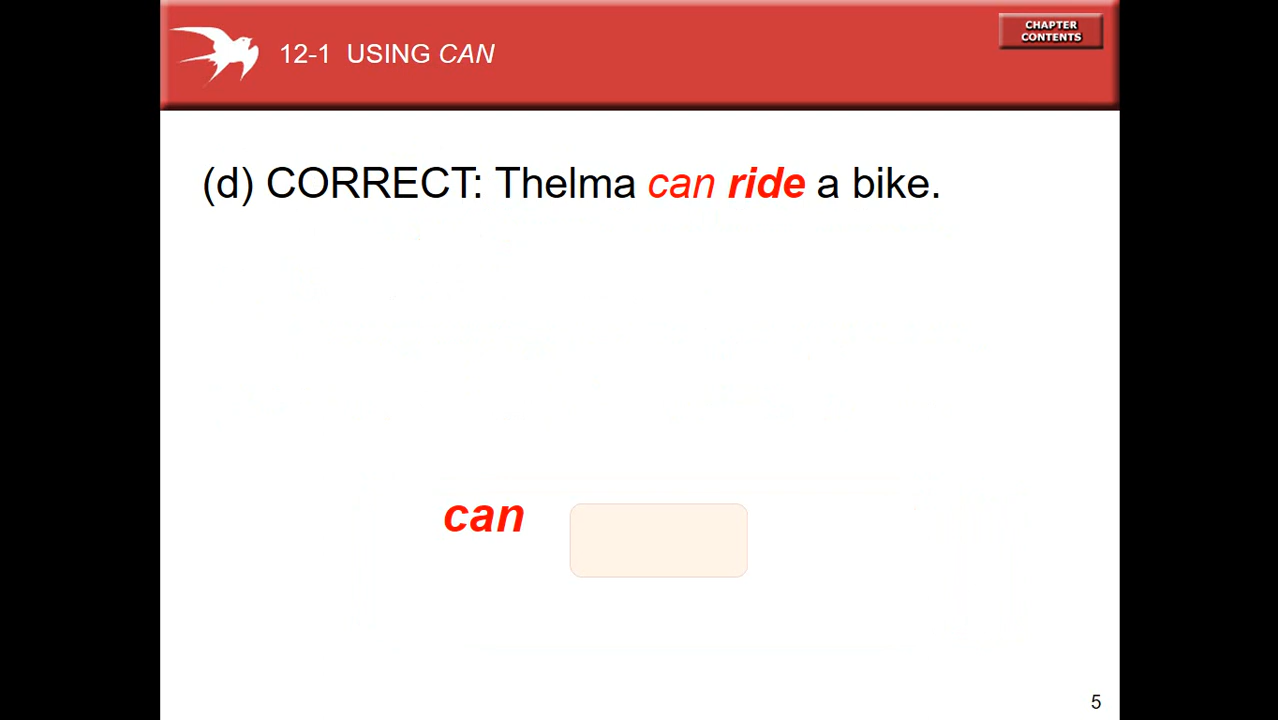 CHAPTER
CONTENTS
12-1 USING CAN
(d) CORRECT: Thelma can ride a bike.
can
5